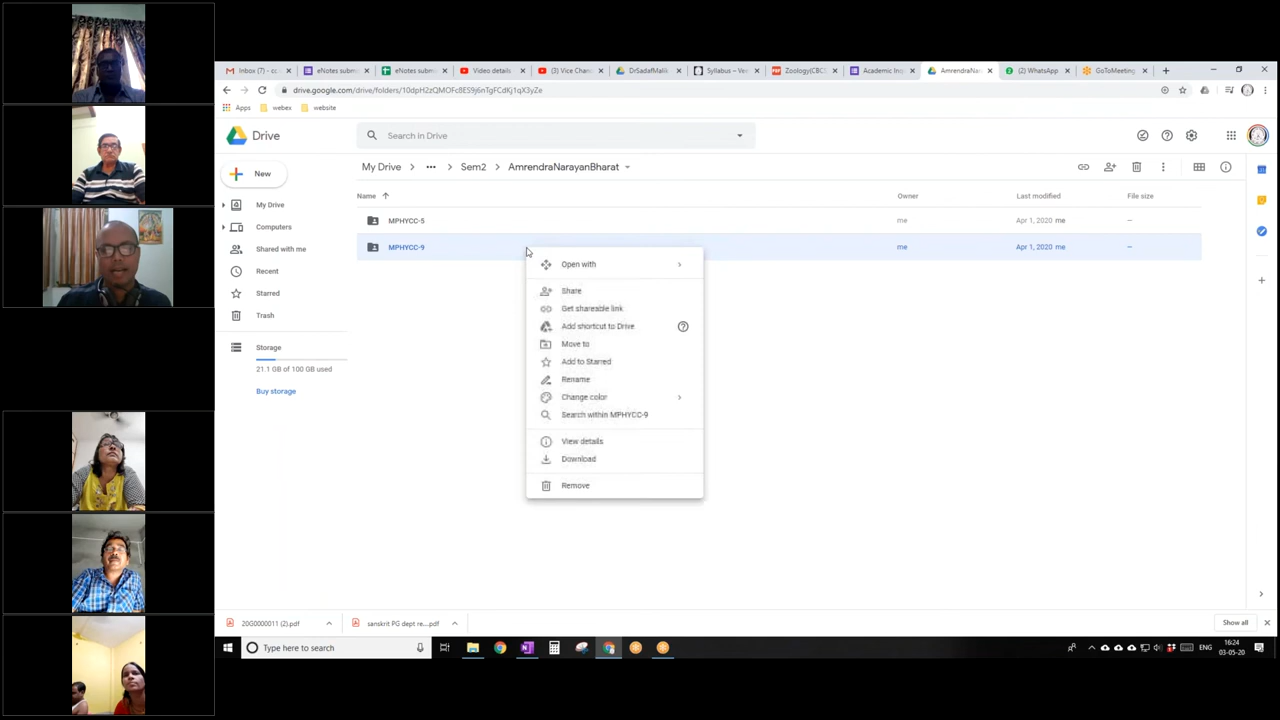 Inbox (7) - cc
eNotes subm
eNotes subm
Video details
(3) Vice Chan
DrSadafMalik
Syllabus – Ve
Zoology(CBCS
Academic Inp
AmrendraNar
(2) WhatsApp
GoToMeeting
drive.google.com/drive/folders/10dpH2zQMOFc8ES9j6nTgFCdKj1qX3yZe
Apps
webex
website
Drive
Search in Drive
New
My Drive
Sem2
AmrendraNarayanBharat
Name
Owner
Last modified
File size
MPHYCC-5
me
Apr 1, 2020 me
–
MPHYCC-9
me
Apr 1, 2020 me
–
My Drive
Computers
Shared with me
Recent
Starred
Trash
Storage
21.1 GB of 100 GB used
Buy storage
Open with
Share
Get shareable link
Add shortcut to Drive
Move to
Add to Starred
Rename
Change color
Search within MPHYCC-9
View details
Download
Remove
20G0000011 (2).pdf
sanskrit PG dept re....pdf
Show all
Type here to search
ENG
16:24
03-05-20